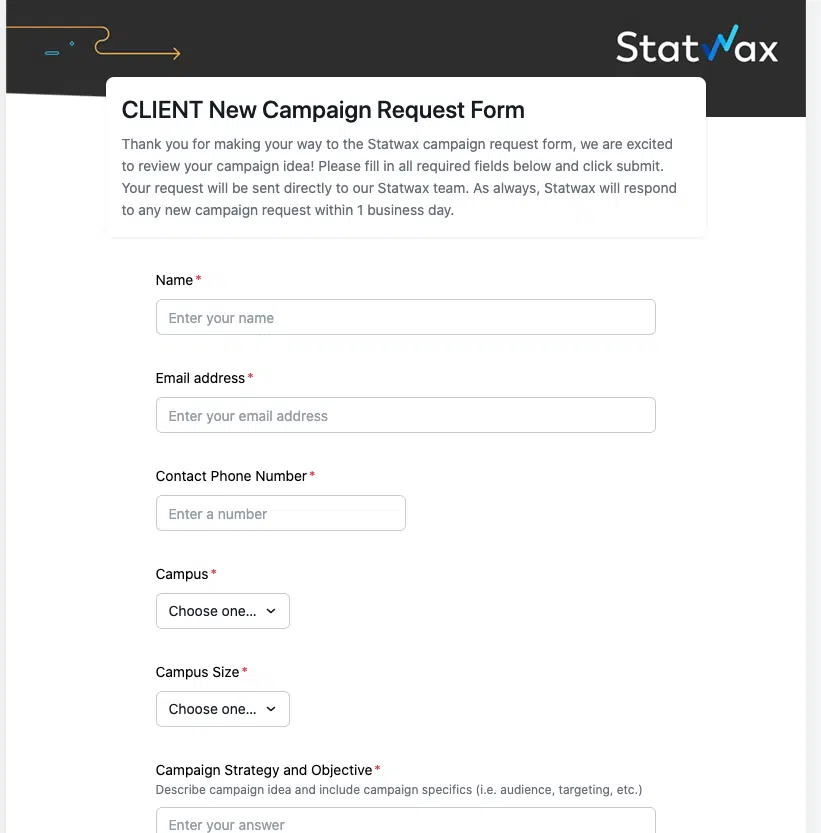 Statwax
CLIENT New Campaign Request Form
Thank you for making your way to the Statwax campaign request form, we are excited
to review your campaign idea! Please fill in all required fields below and click submit.
Your request will be sent directly to our Statwax team. As always, Statwax will respond
to any new campaign request within 1 business day.
Name*
Enter your name
Email address*
Enter your email address
Contact Phone Number*
Enter a number
Campus*
Choose one...
Campus Size*
Choose one...
Campaign Strategy and Objective*
Describe campaign idea and include campaign specifics (i.e. audience, targeting, etc.)
Enter your answer